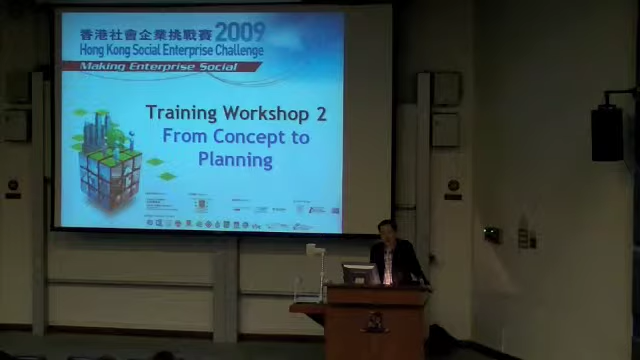 香港社會企業挑戰賽 2009
Hong Kong Social Enterprise Challenge
Making Enterprise Social
Training Workshop 2
From Concept to
Planning